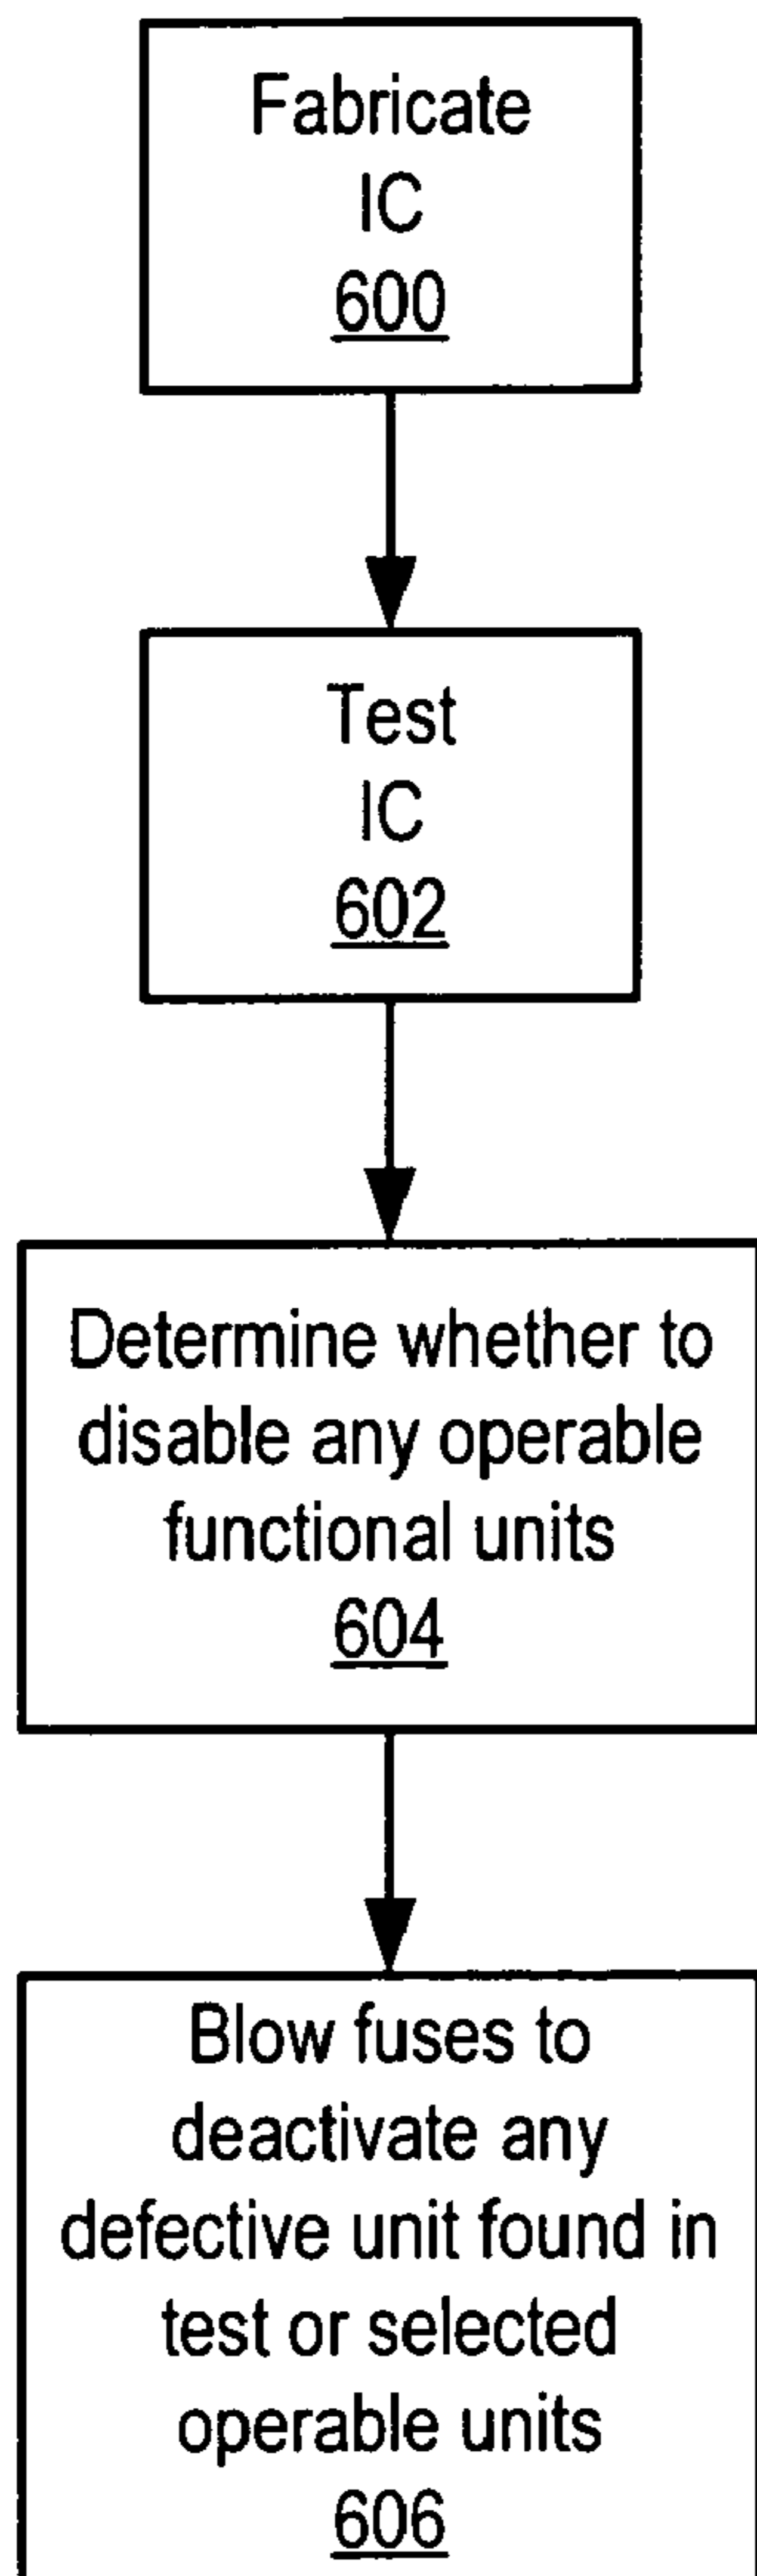 Fabricate
IC
600
Test
IC
602
Determine whether to
disable any operable
functional units
604
Blow fuses to
deactivate any
defective unit found in
test or selected
operable units
606